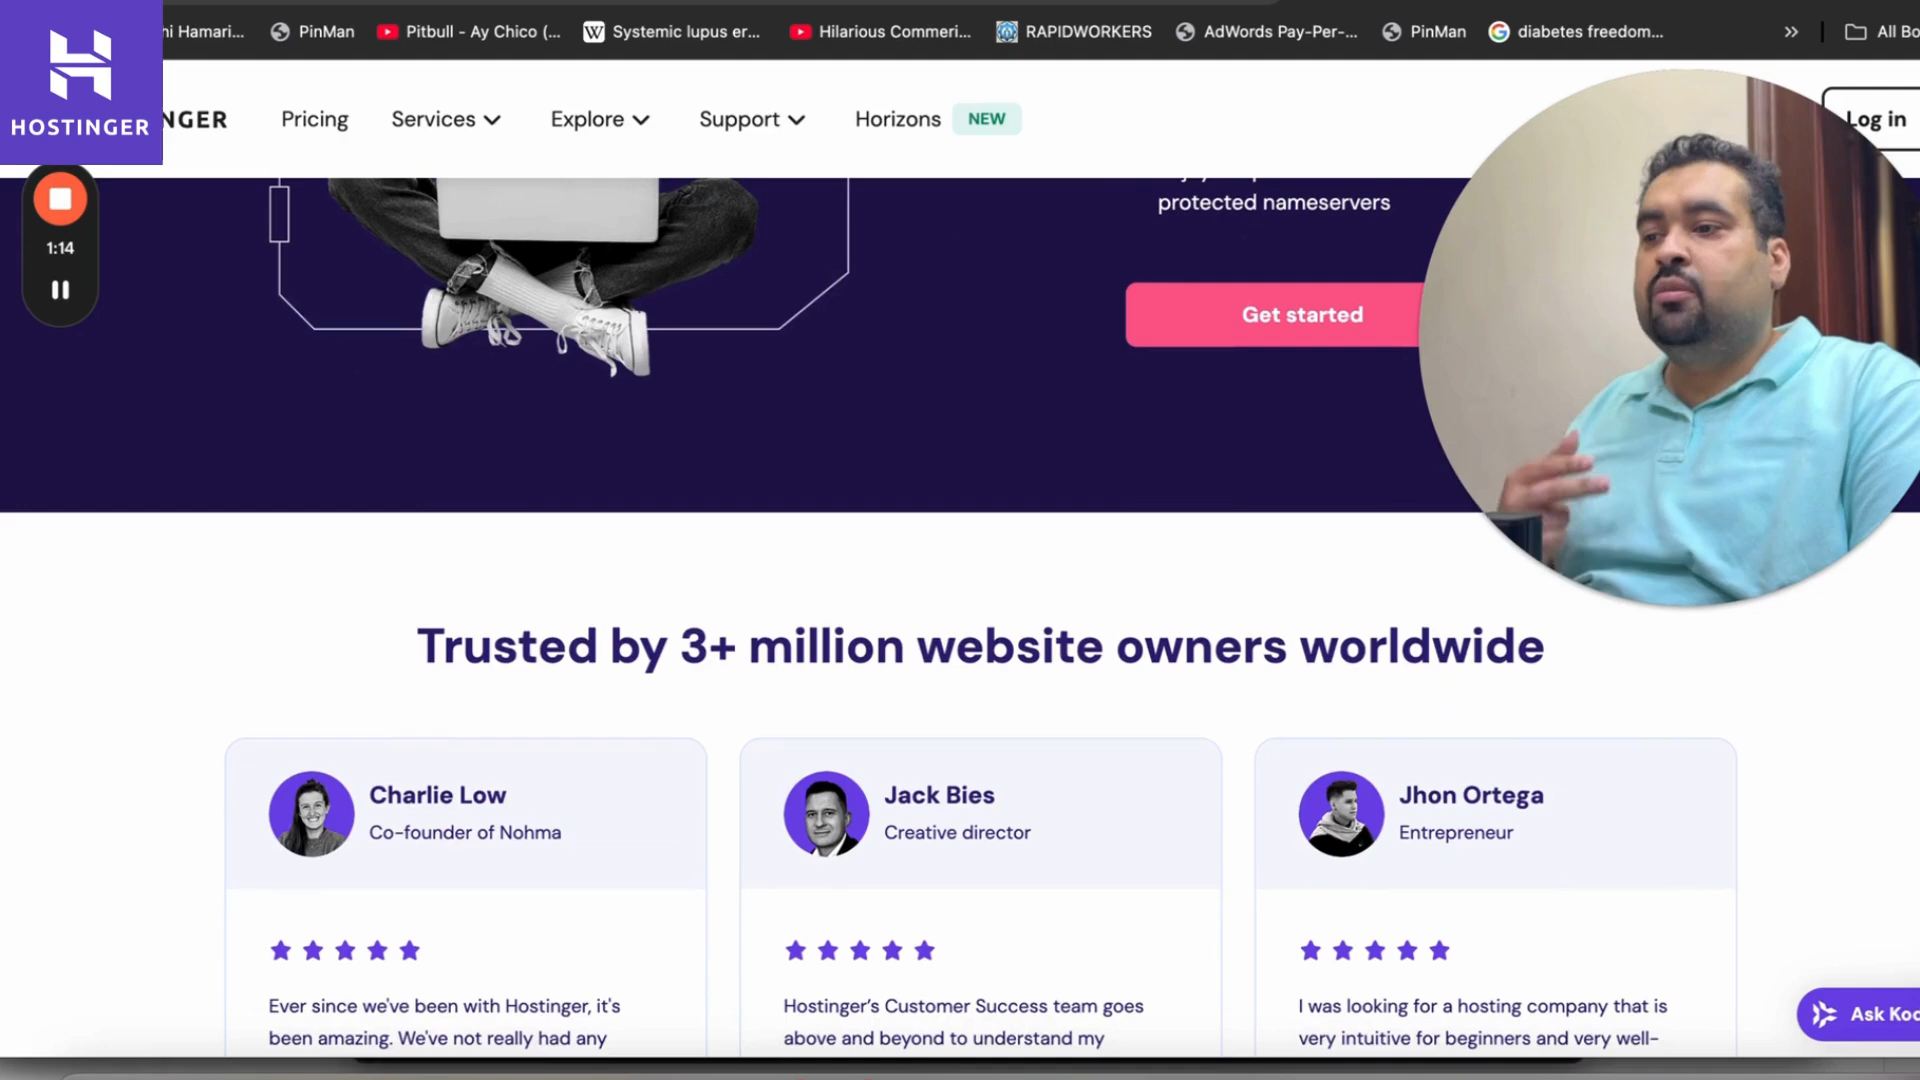 hi Hamari...
PinMan
Pitbull - Ay Chico (...
Systemic lupus er...
Hilarious Commeri...
RAPIDWORKERS
AdWords Pay-Per-...
PinMan
diabetes freedom...
All Bo
HOSTINGER
NGER
Pricing
Services
Explore
Support
Horizons NEW
Log in
1:14
protected nameservers
Get started
Trusted by 3+ million website owners worldwide
Charlie Low
Co-founder of Nohma
Ever since we've been with Hostinger, it's
been amazing. We've not really had any
Jack Bies
Creative director
Hostinger's Customer Success team goes
above and beyond to understand my
Jhon Ortega
Entrepreneur
I was looking for a hosting company that is
very intuitive for beginners and very well-
Ask Ko